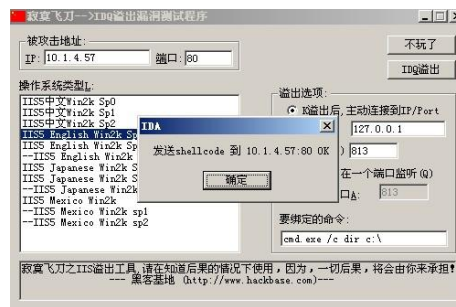 寂寞飞刀-->IDQ溢出漏洞测试程序
被攻击地址:
IP: 10.1.4.57 端口: 80
不玩了
IDQ溢出
操作系统类型L:
IIS5中文Win2k Sp0
IIS5中文Win2k Sp1
IIS5中文Win2k Sp2
IIS5 English Win2k Sp
--IIS5 English Win2k
IIS5 Japanese Win2k S
IIS5 Japanese Win2k S
--IIS5 Japanese Win2k
IIS5 Mexico Win2k
--IIS5 Mexico Win2k sp1
--IIS5 Mexico Win2k sp2
溢出选项:
溢出后,主动连接到IP/Port
127.0.0.1
813
在一个端口监听(Q)
口A: 813
要绑定的命令:
cmd.exe /c dir c:\
IDA
发送shellcode 到 10.1.4.57:80 OK
确定
寂寞飞刀之IIS溢出工具,请在知道后果的情况下使用,因为,一切后果,将会由你来承担!
--- 黑客基地 (http://www.hackbase.com)---